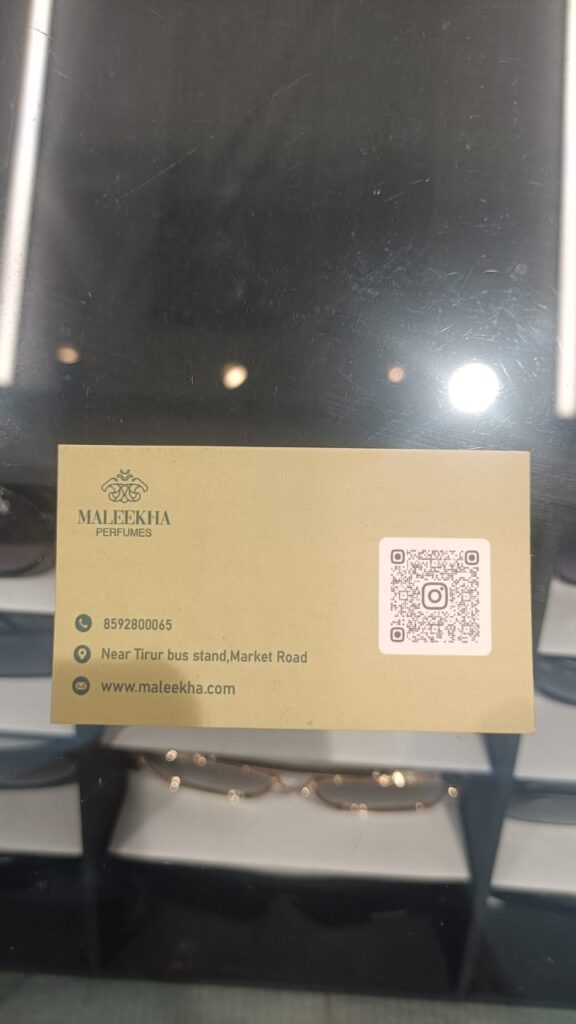 MALEEKHA
PERFUMES
8592800065
Near Tirur bus stand,Market Road
www.maleekha.com